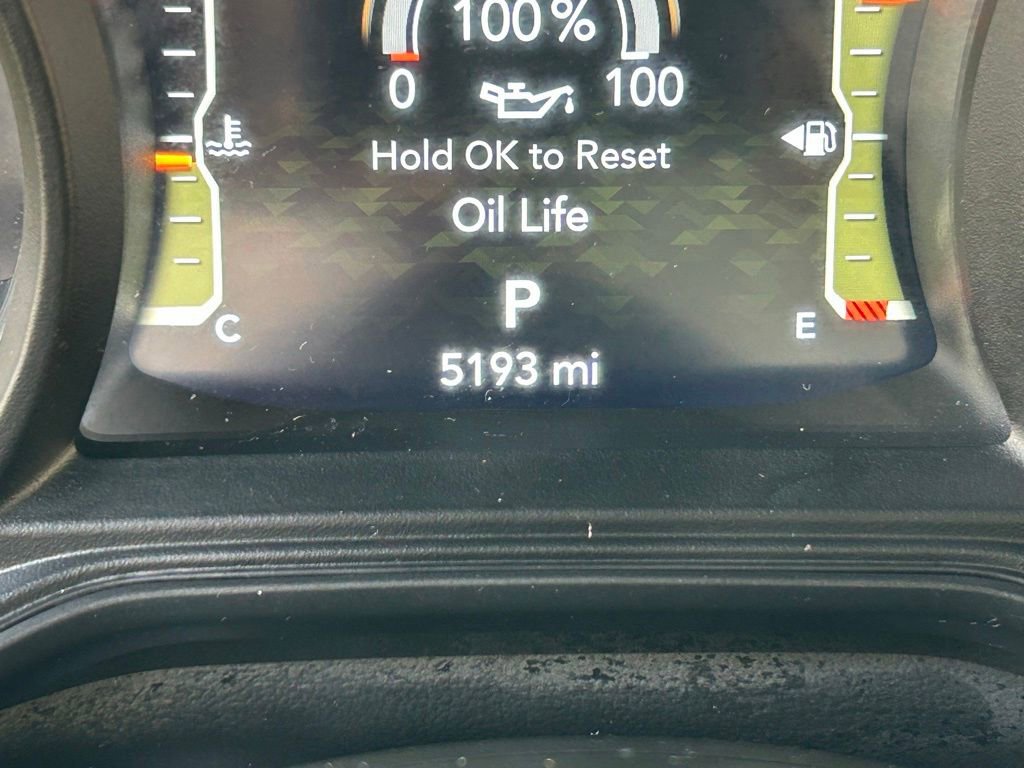 100%
0 100
Hold OK to Reset
Oil Life
P
C E
5193 mi